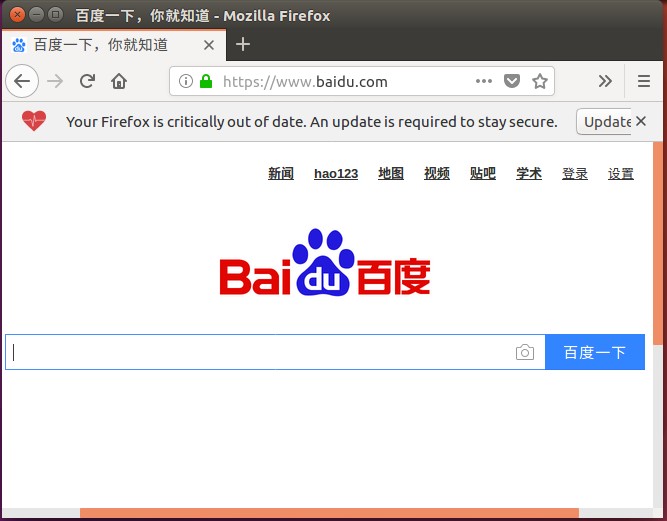 百度一下，你就知道 - Mozilla Firefox
百度一下，你就知道
https://www.baidu.com
Your Firefox is critically out of date. An update is required to stay secure. Update
新闻 hao123 地图 视频 贴吧 学术 登录 设置
Bai du 百度
百度一下